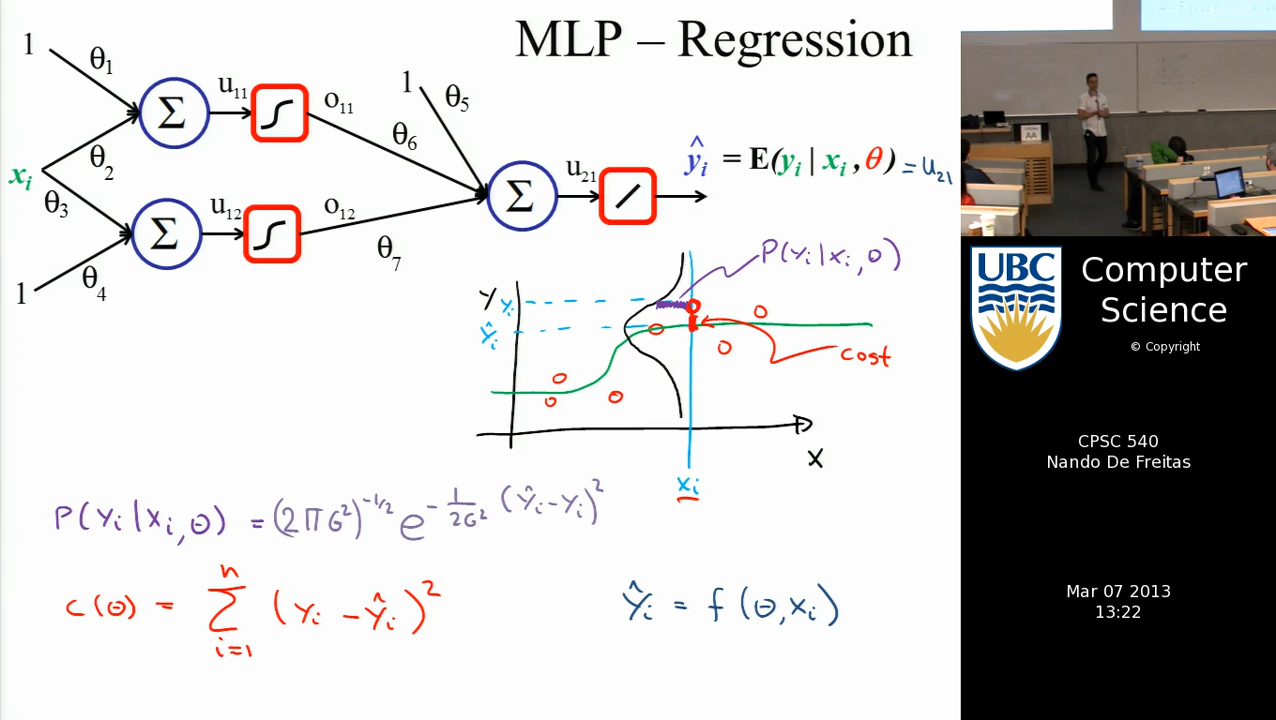 MLP – Regression
1
θ₁
u₁₁
o₁₁
1
θ₅
Σ
θ₂
θ₆
xᵢ
θ₃
u₂₁
ŷᵢ = E(yᵢ | xᵢ , θ) = u₂₁
Σ
u₁₂
o₁₂
Σ
θ₇
1
θ₄
P(yᵢ|xᵢ,θ)
y
yᵢ
ŷᵢ
cost
x
xᵢ
P(yᵢ|xᵢ,θ) = (2πσ²)^(-1/2) e^(-1/(2σ²) (ŷᵢ-yᵢ)²)
c(θ) = Σ_{i=1}^{n} (yᵢ - ŷᵢ)²
ŷᵢ = f(θ,xᵢ)
AA
UBC
Computer
Science
© Copyright
CPSC 540
Nando De Freitas
Mar 07 2013
13:22